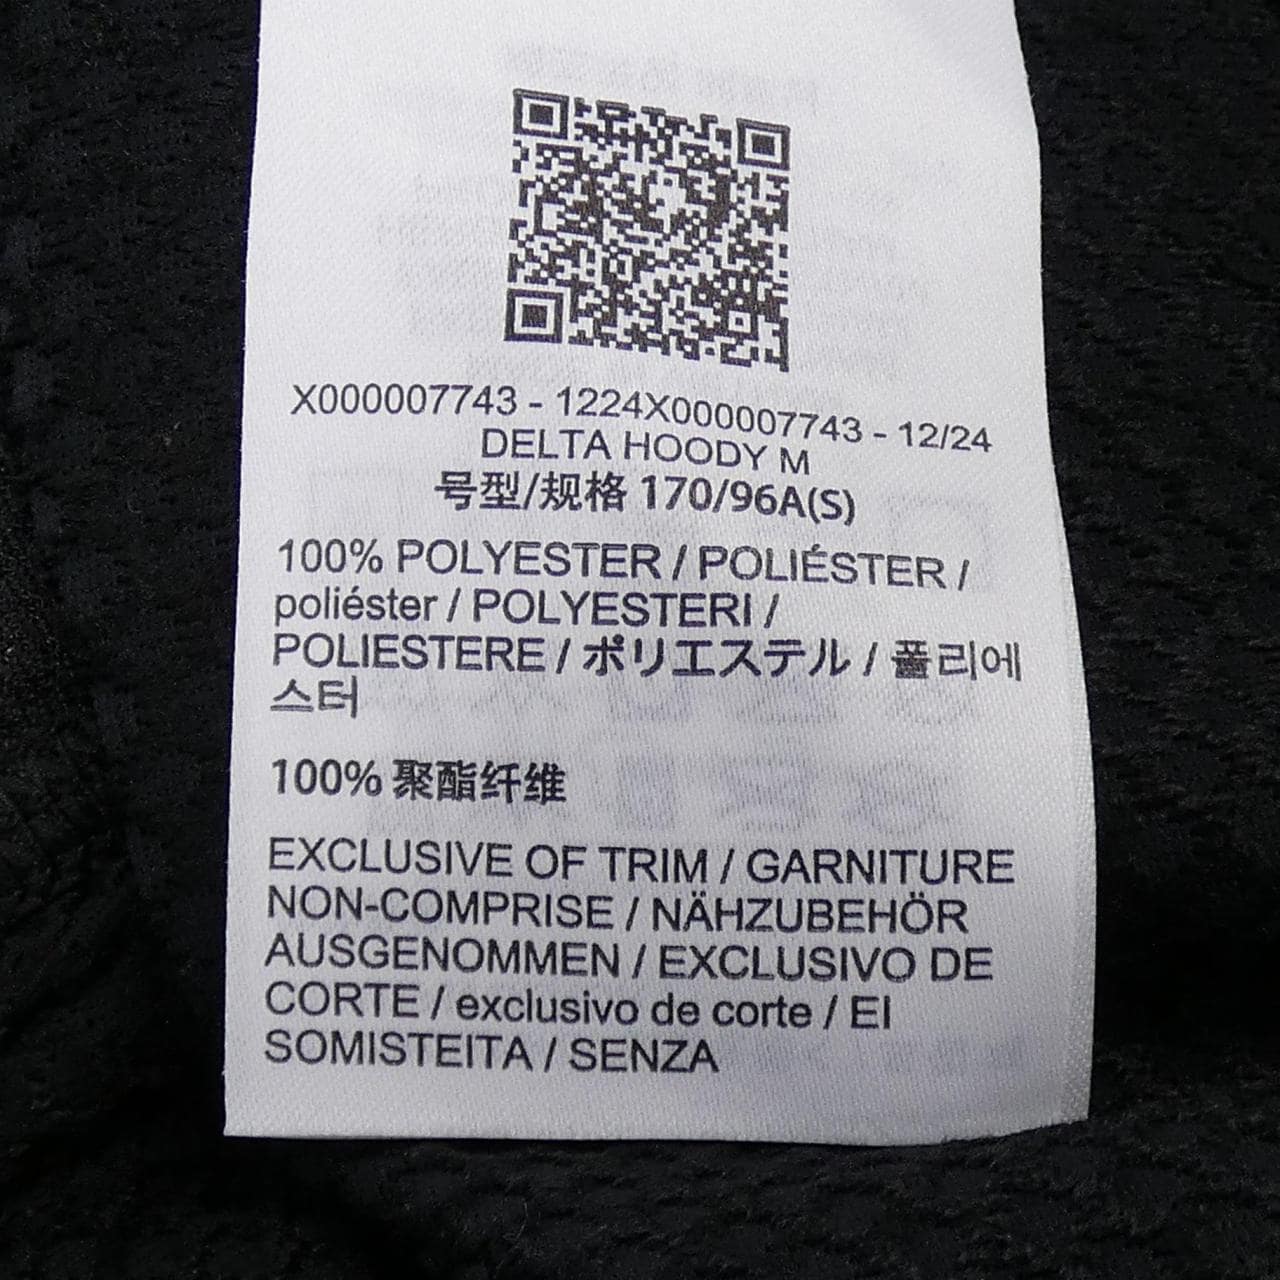 X000007743 - 1224X000007743 - 12/24
DELTA HOODY M
号型/规格 170/96A(S)
100% POLYESTER / POLIÉSTER /
poliéster / POLYESTERI /
POLIESTERE / ポリエステル / 폴리에
스터
100% 聚酯纤维
EXCLUSIVE OF TRIM / GARNITURE
NON-COMPRISE / NÄHZUBEHÖR
AUSGENOMMEN / EXCLUSIVO DE
CORTE / exclusivo de corte / EI
SOMISTEITA / SENZA